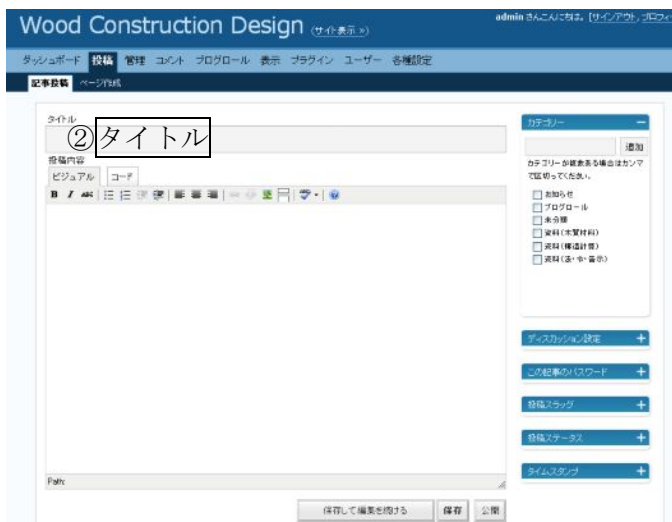 Wood Construction Design (サイト表示 »)
admin さんこんにちは。[サインアウト, プロフィ
ダッシュボード 投稿 管理 コメント ブログロール 表示 プラグイン ユーザー 各種設定
記事投稿 ページ作成
タイトル
②タイトル
投稿内容
ビジュアル コード
B I ABC
Path:
保存して編集を続ける 保存 公開
カテゴリー
追加
カテゴリーが複数ある場合はカンマ
で区切ってください。
お知らせ
ブログロール
未分類
資料(木質材料)
資料(構造計算)
資料(法・令・告示)
ディスカッション設定
この記事のパスワード
投稿スラッグ
投稿ステータス
タイムスタンプ